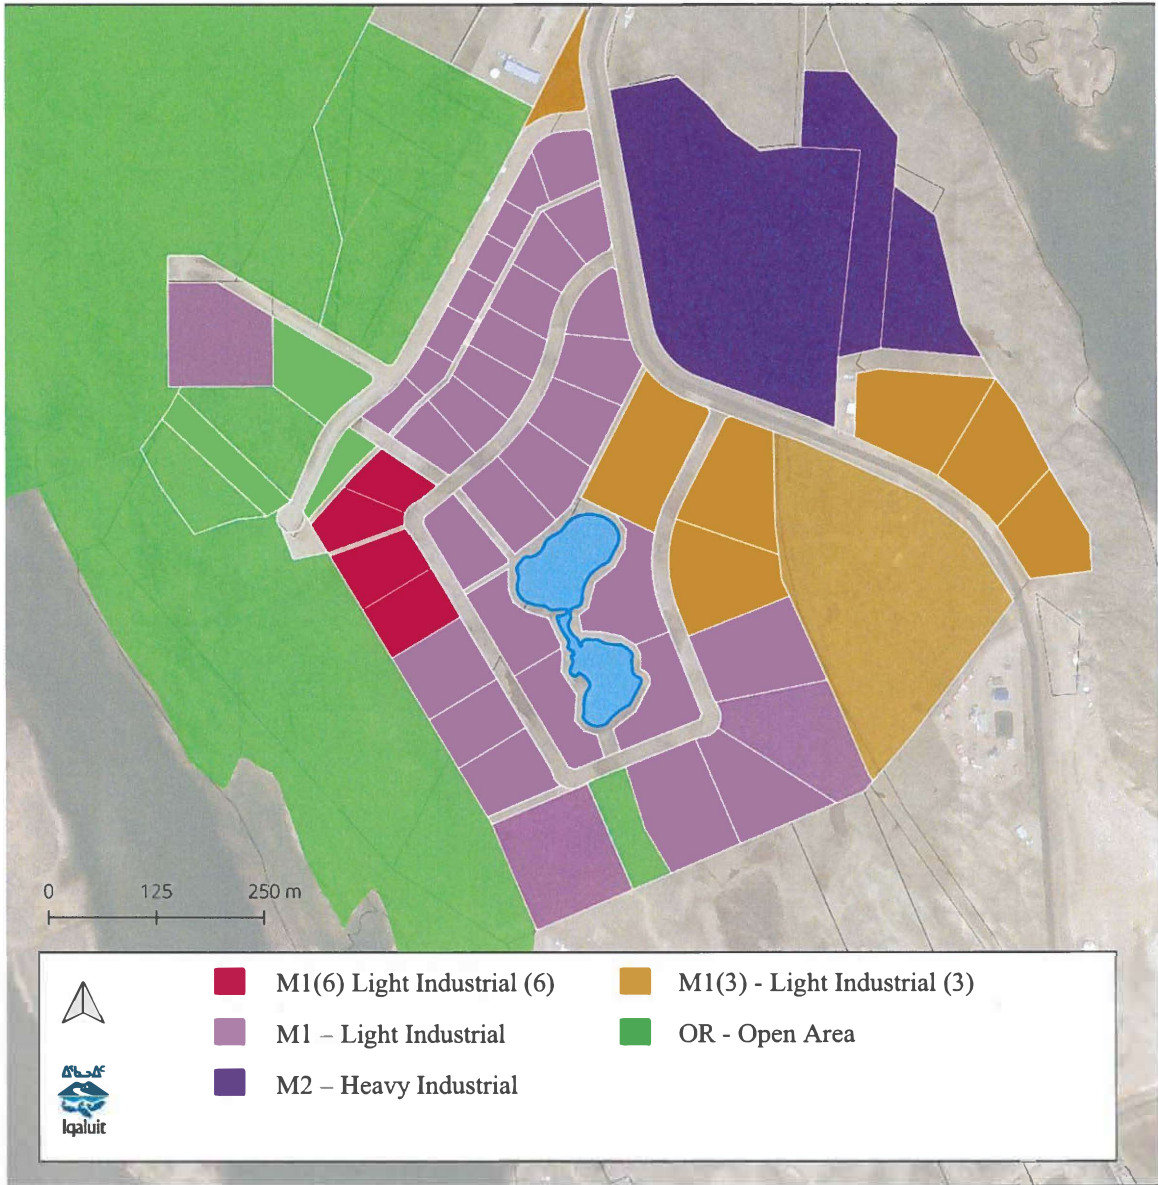 0 125 250 m
M1(6) Light Industrial (6)
M1(3) - Light Industrial (3)
M1 – Light Industrial
OR - Open Area
M2 – Heavy Industrial
ᐃᖃᓗᐃᑦ
Iqaluit